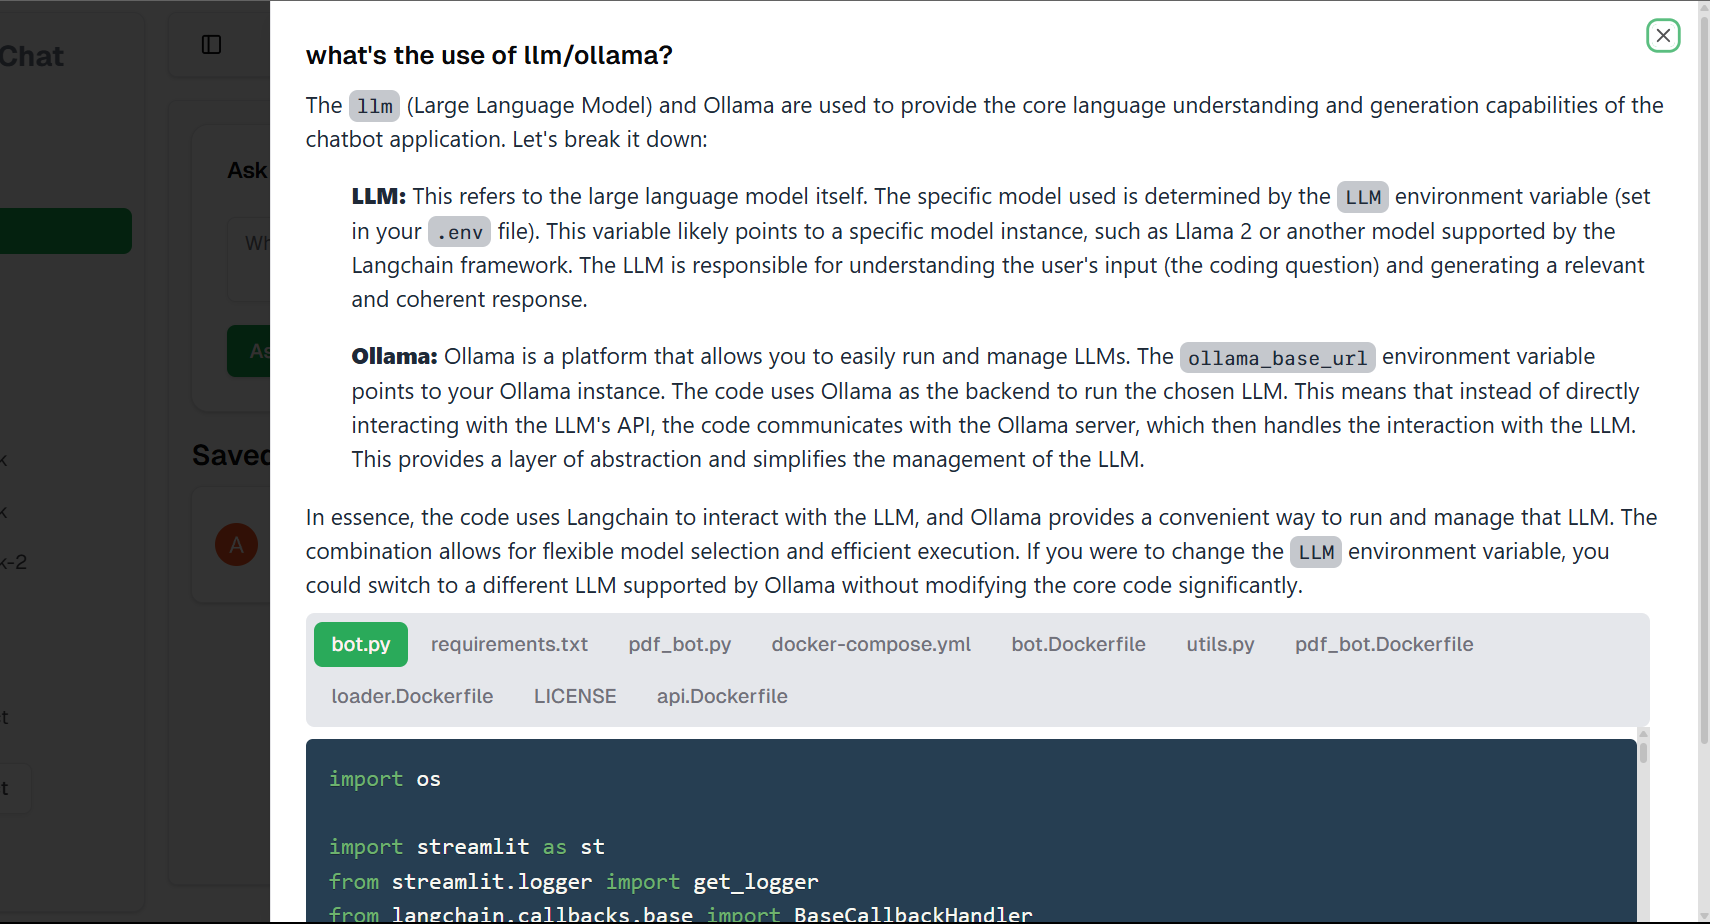 Chat
what's the use of llm/ollama?
The llm (Large Language Model) and Ollama are used to provide the core language understanding and generation capabilities of the
chatbot application. Let's break it down:
Ask
LLM: This refers to the large language model itself. The specific model used is determined by the LLM environment variable (set
in your .env file). This variable likely points to a specific model instance, such as Llama 2 or another model supported by the
Wh
Langchain framework. The LLM is responsible for understanding the user's input (the coding question) and generating a relevant
and coherent response.
As
Ollama: Ollama is a platform that allows you to easily run and manage LLMs. The ollama_base_url environment variable
points to your Ollama instance. The code uses Ollama as the backend to run the chosen LLM. This means that instead of directly
interacting with the LLM's API, the code communicates with the Ollama server, which then handles the interaction with the LLM.
This provides a layer of abstraction and simplifies the management of the LLM.
Saved
k
In essence, the code uses Langchain to interact with the LLM, and Ollama provides a convenient way to run and manage that LLM. The
combination allows for flexible model selection and efficient execution. If you were to change the LLM environment variable, you
could switch to a different LLM supported by Ollama without modifying the core code significantly.
k
A
k-2
bot.py requirements.txt pdf_bot.py docker-compose.yml bot.Dockerfile utils.py pdf_bot.Dockerfile
loader.Dockerfile LICENSE api.Dockerfile
t
t
import os
import streamlit as st
from streamlit.logger import get_logger
from langchain.callbacks.base import BaseCallbackHandler